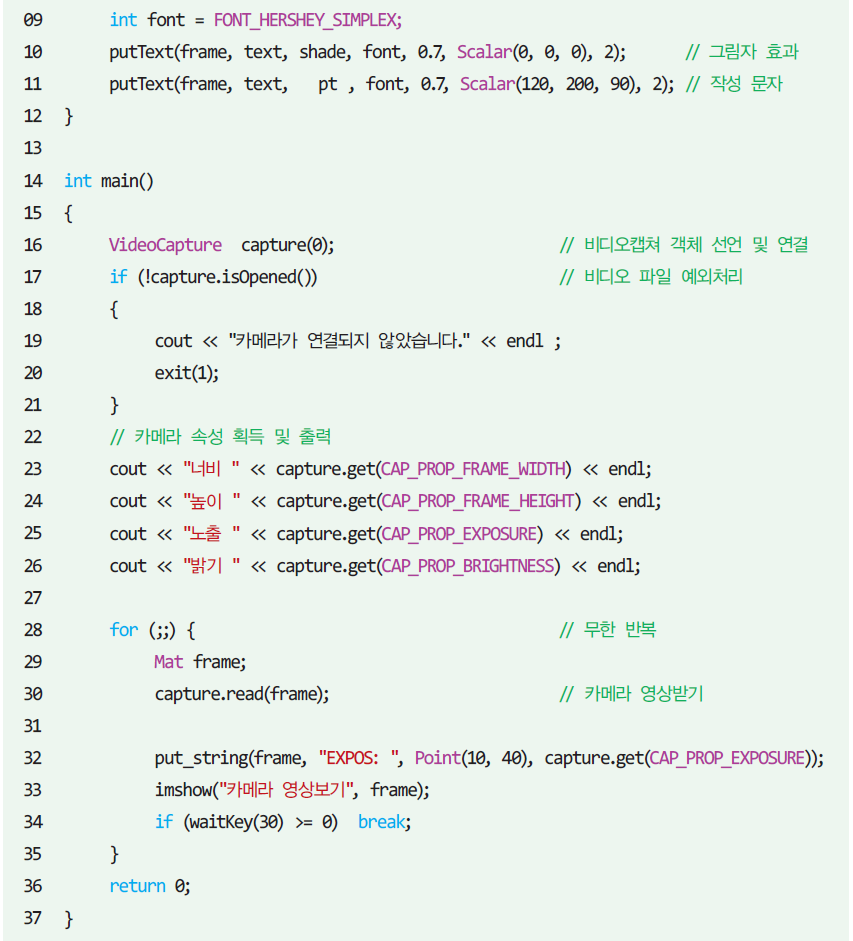 09 int font = FONT_HERSHEY_SIMPLEX;
10 putText(frame, text, shade, font, 0.7, Scalar(0, 0, 0), 2); // 그림자 효과
11 putText(frame, text, pt , font, 0.7, Scalar(120, 200, 90), 2); // 작성 문자
12 }
13
14 int main()
15 {
16 VideoCapture capture(0); // 비디오캡쳐 객체 선언 및 연결
17 if (!capture.isOpened()) // 비디오 파일 예외처리
18 {
19 cout << "카메라가 연결되지 않았습니다." << endl ;
20 exit(1);
21 }
22 // 카메라 속성 획득 및 출력
23 cout << "너비 " << capture.get(CAP_PROP_FRAME_WIDTH) << endl;
24 cout << "높이 " << capture.get(CAP_PROP_FRAME_HEIGHT) << endl;
25 cout << "노출 " << capture.get(CAP_PROP_EXPOSURE) << endl;
26 cout << "밝기 " << capture.get(CAP_PROP_BRIGHTNESS) << endl;
27
28 for (;;) { // 무한 반복
29 Mat frame;
30 capture.read(frame); // 카메라 영상받기
31
32 put_string(frame, "EXPOS: ", Point(10, 40), capture.get(CAP_PROP_EXPOSURE));
33 imshow("카메라 영상보기", frame);
34 if (waitKey(30) >= 0) break;
35 }
36 return 0;
37 }